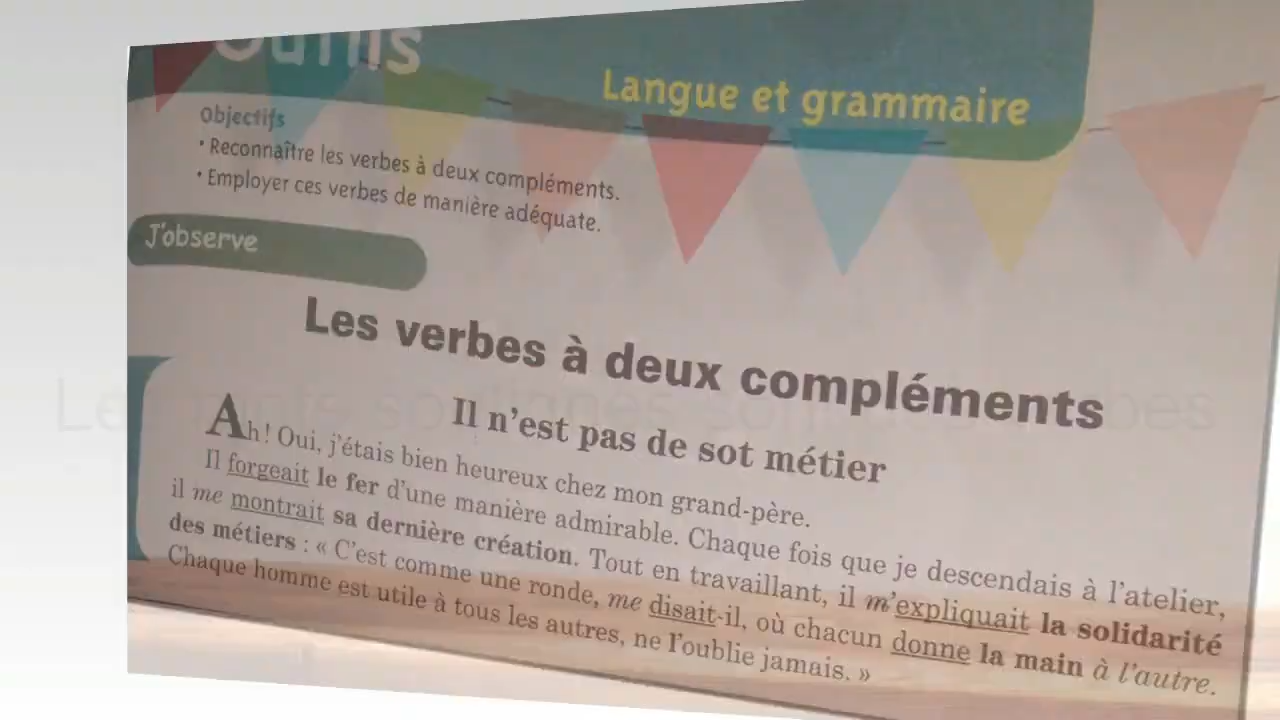 Outils
Langue et grammaire
Objectifs
• Reconnaître les verbes à deux compléments.
• Employer ces verbes de manière adéquate.
J'observe
Les verbes à deux compléments
Il n'est pas de sot métier
Ah! Oui, j'étais bien heureux chez mon grand-père.
Il forgeait le fer d'une manière admirable. Chaque fois que je descendais à l'atelier,
il me montrait sa dernière création. Tout en travaillant, il m'expliquait la solidarité
des métiers : « C'est comme une ronde, me disait-il, où chacun donne la main à l'autre.
Chaque homme est utile à tous les autres, ne l'oublie jamais. »